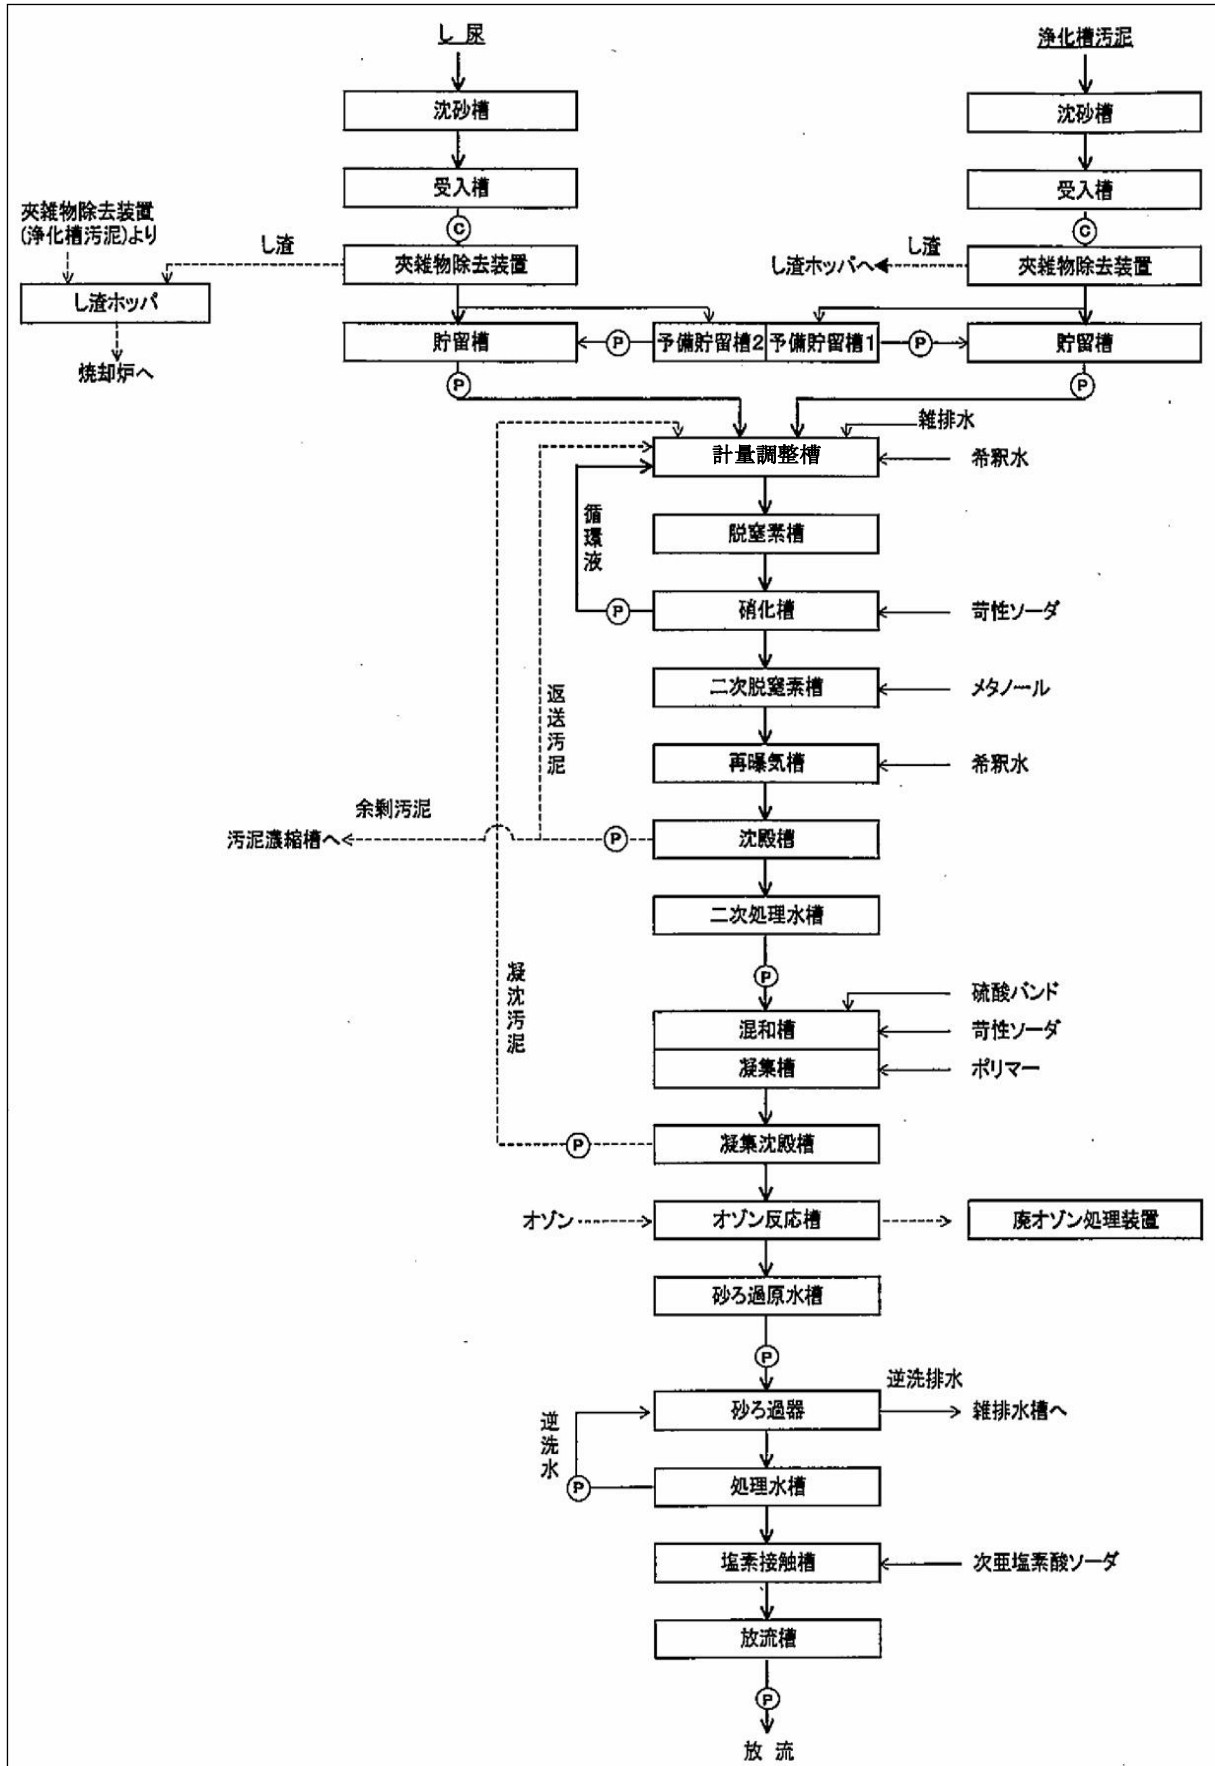 し 尿
浄化槽汚泥
沈砂槽
沈砂槽
受入槽
受入槽
夾雑物除去装置
(浄化槽汚泥)より
C
C
し渣
し渣
夾雑物除去装置
し渣ホッパへ
夾雑物除去装置
し渣ホッパ
貯留槽
P
予備貯留槽2
予備貯留槽1
P
貯留槽
焼却炉へ
P
P
雑排水
計量調整槽
希釈水
循環液
脱窒素槽
P
硝化槽
苛性ソーダ
二次脱窒素槽
メタノール
返送汚泥
再曝気槽
希釈水
余剰汚泥
汚泥濃縮槽へ
P
沈殿槽
二次処理水槽
P
凝沈汚泥
硫酸バンド
混和槽
苛性ソーダ
凝集槽
ポリマー
P
凝集沈殿槽
オゾン
オゾン反応槽
廃オゾン処理装置
砂ろ過原水槽
P
逆洗排水
砂ろ過器
雑排水槽へ
逆洗水
P
処理水槽
塩素接触槽
次亜塩素酸ソーダ
放流槽
P
放 流